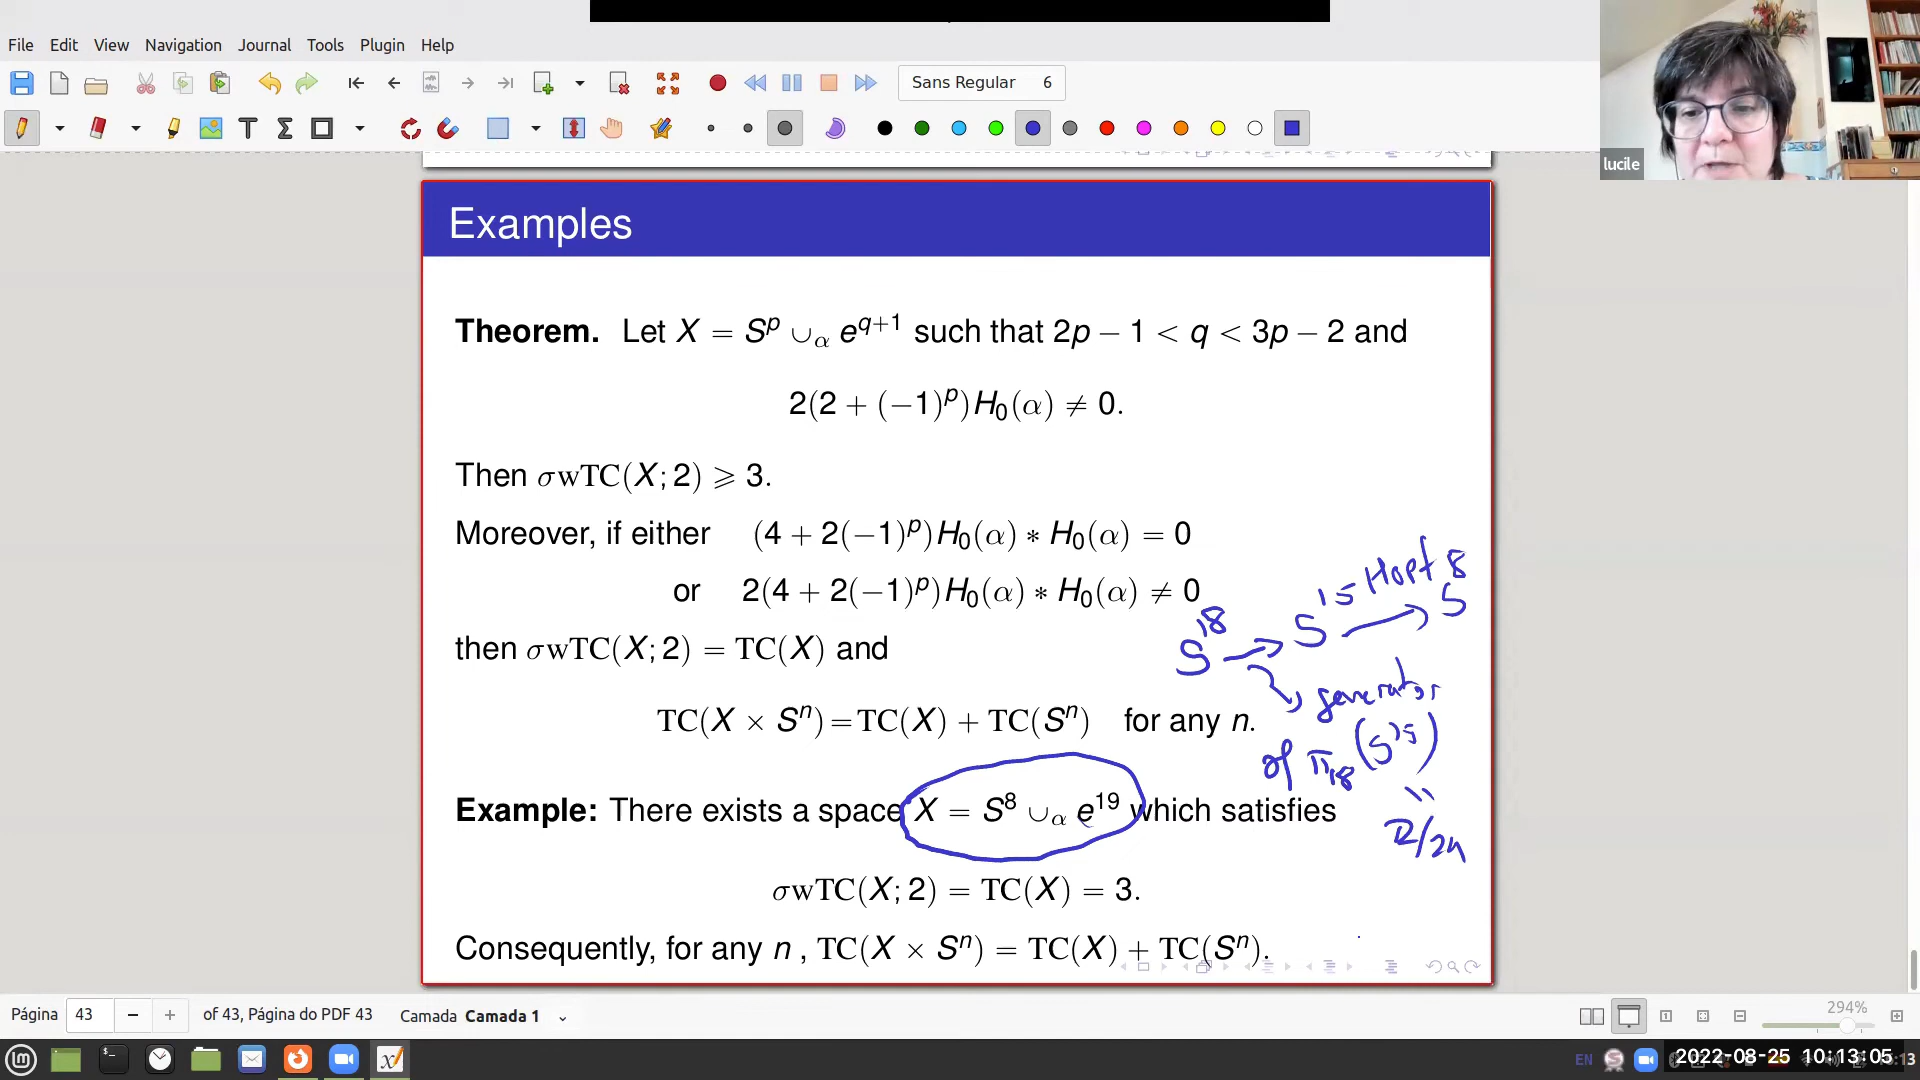 File Edit View Navigation Journal Tools Plugin Help
Sans Regular 6
lucile
Examples
Theorem. Let X = S^p ∪_α e^{q+1} such that 2p − 1 < q < 3p − 2 and
2(2 + (−1)^p)H_0(α) ≠ 0.
Then σwTC(X; 2) ⩾ 3.
Moreover, if either (4 + 2(−1)^p)H_0(α) ∗ H_0(α) = 0
or 2(4 + 2(−1)^p)H_0(α) ∗ H_0(α) ≠ 0
then σwTC(X; 2) = TC(X) and
TC(X × S^n) = TC(X) + TC(S^n) for any n.
Example: There exists a space X = S^8 ∪_α e^{19} which satisfies
σwTC(X; 2) = TC(X) = 3.
Consequently, for any n , TC(X × S^n) = TC(X) + TC(S^n).
S^{18} → S^{15} Hopf → S^8
generator
of π_{18}(S^{15})
=
Z/24
Página 43 of 43, Página do PDF 43 Camada Camada 1
294%
EN 2022-08-25 10:13:05 13